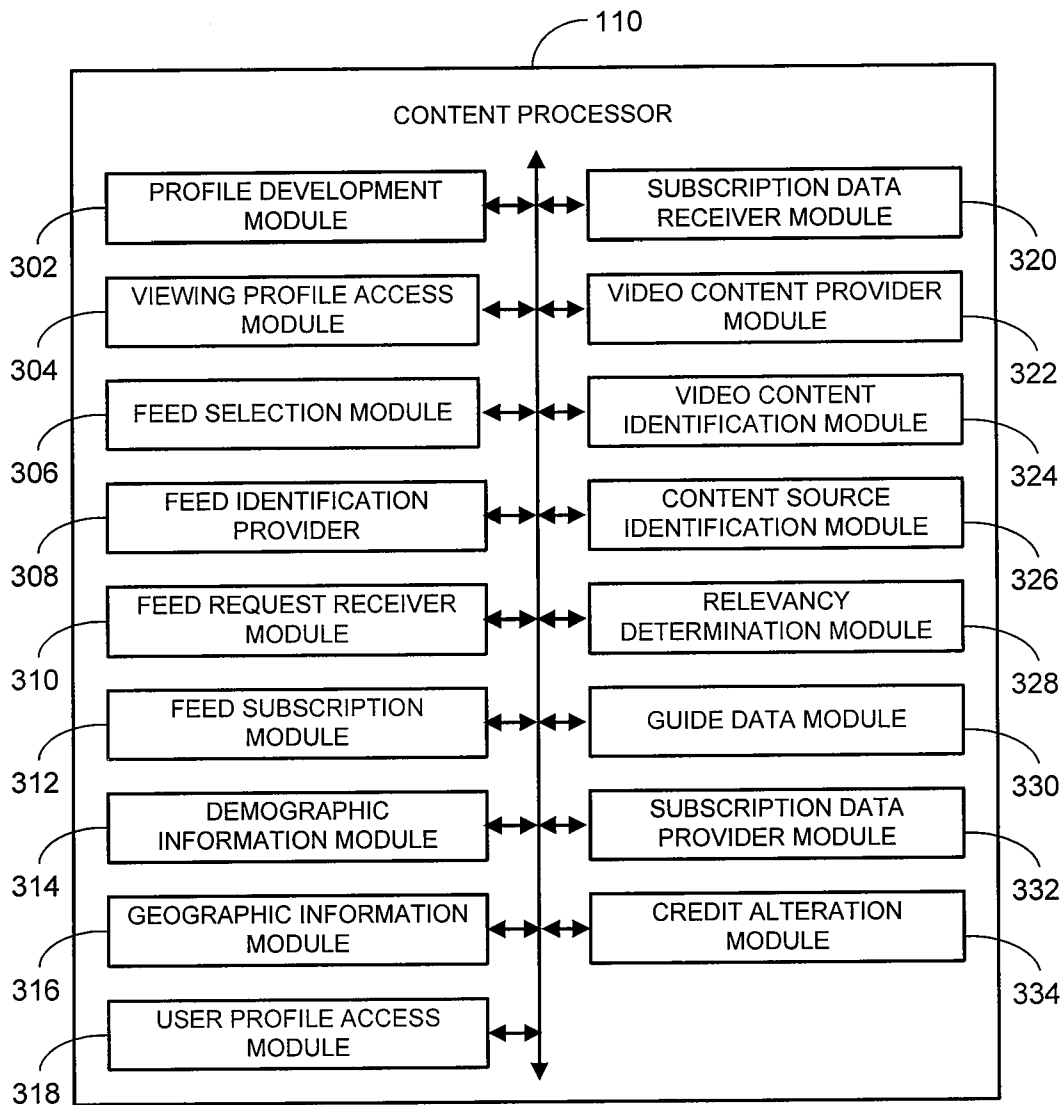 110
CONTENT PROCESSOR
PROFILE DEVELOPMENT
MODULE
302
VIEWING PROFILE ACCESS
MODULE
304
FEED SELECTION MODULE
306
FEED IDENTIFICATION
PROVIDER
308
FEED REQUEST RECEIVER
MODULE
310
FEED SUBSCRIPTION
MODULE
312
DEMOGRAPHIC
INFORMATION MODULE
314
GEOGRAPHIC INFORMATION
MODULE
316
USER PROFILE ACCESS
MODULE
318
SUBSCRIPTION DATA
RECEIVER MODULE
320
VIDEO CONTENT PROVIDER
MODULE
322
VIDEO CONTENT
IDENTIFICATION MODULE
324
CONTENT SOURCE
IDENTIFICATION MODULE
326
RELEVANCY
DETERMINATION MODULE
328
GUIDE DATA MODULE
330
SUBSCRIPTION DATA
PROVIDER MODULE
332
CREDIT ALTERATION
MODULE
334